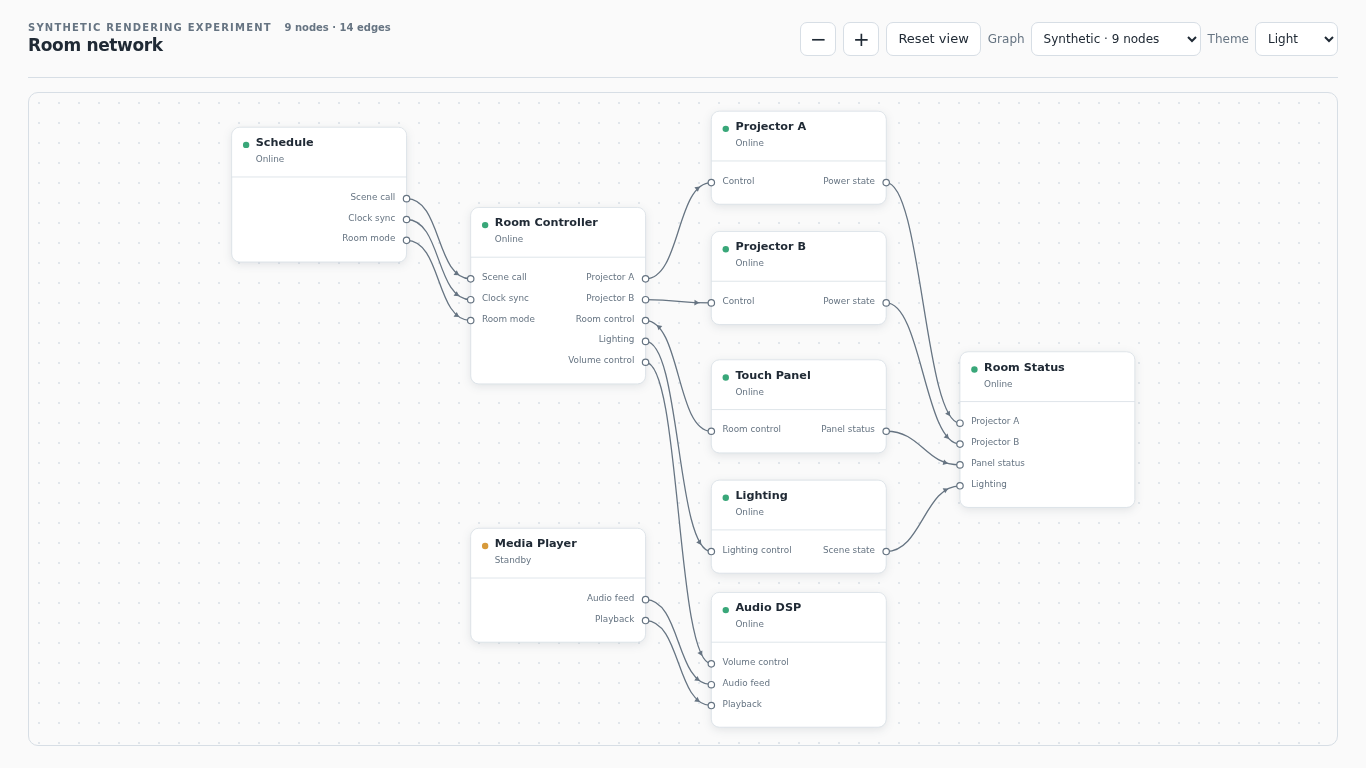 SYNTHETIC RENDERING EXPERIMENT 9 nodes · 14 edges
Room network
− + Reset view Graph Synthetic · 9 nodes Theme Light
Schedule
Online
Scene call
Clock sync
Room mode
Room Controller
Online
Scene call Projector A
Clock sync Projector B
Room mode Room control
Lighting
Volume control
Media Player
Standby
Audio feed
Playback
Projector A
Online
Control Power state
Projector B
Online
Control Power state
Touch Panel
Online
Room control Panel status
Lighting
Online
Lighting control Scene state
Audio DSP
Online
Volume control
Audio feed
Playback
Room Status
Online
Projector A
Projector B
Panel status
Lighting